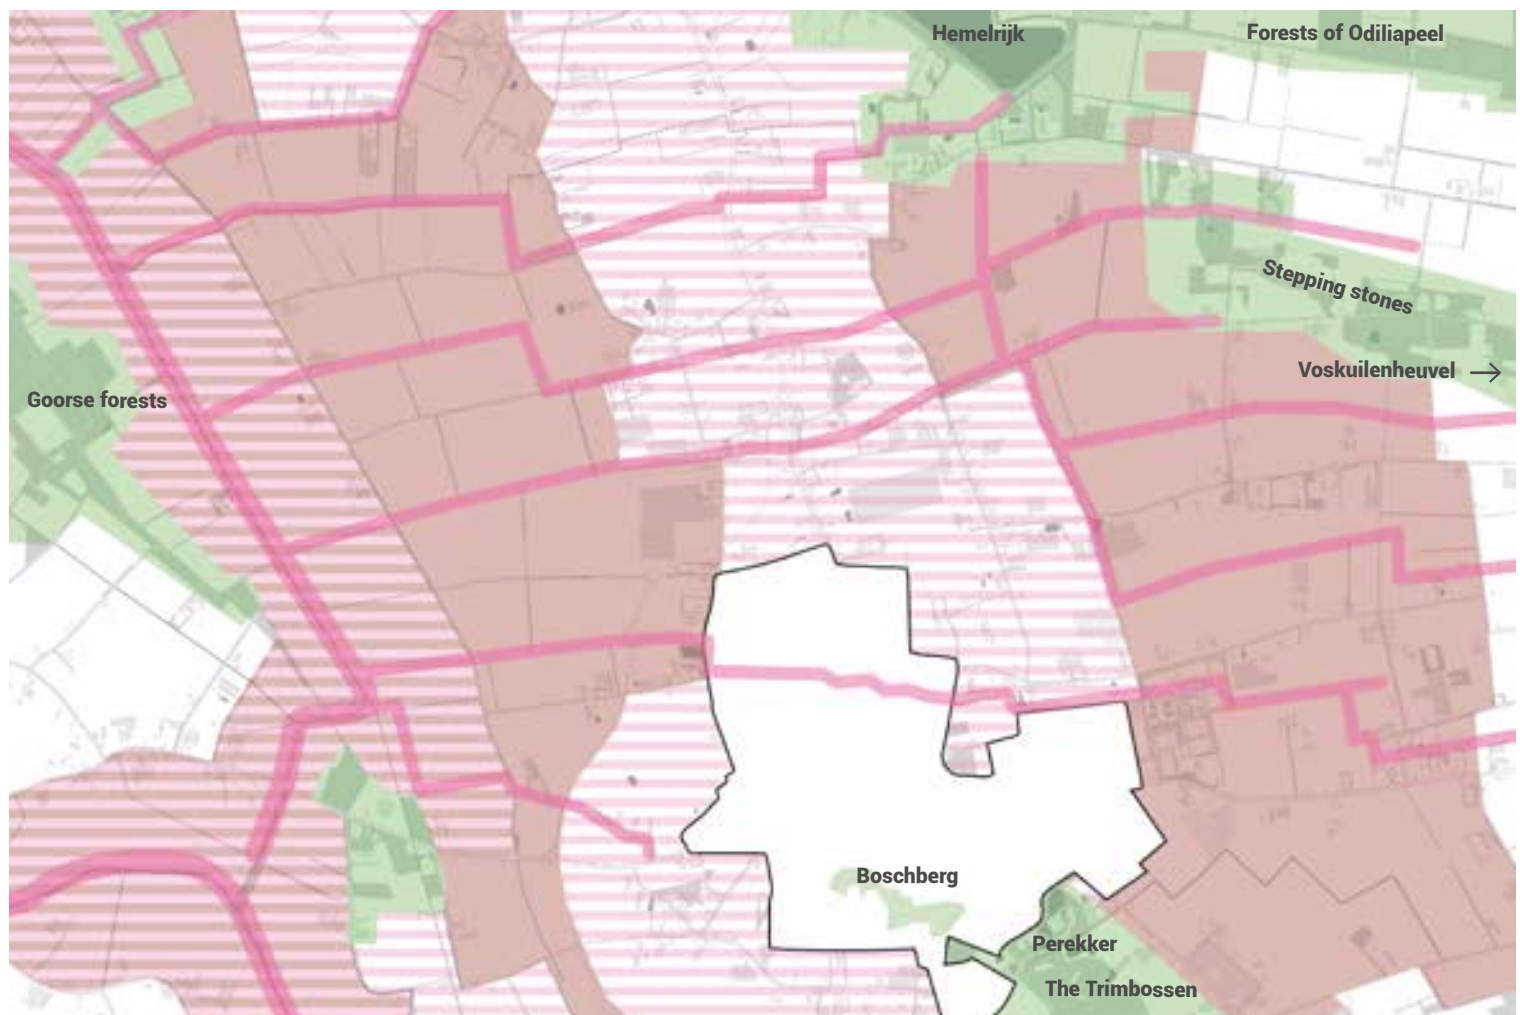 Hemelrijk
Forests of Odiliapeel
Stepping stones
Voskuilenheuvel →
Goorse forests
Boschberg
Perekker
The Trimbossen